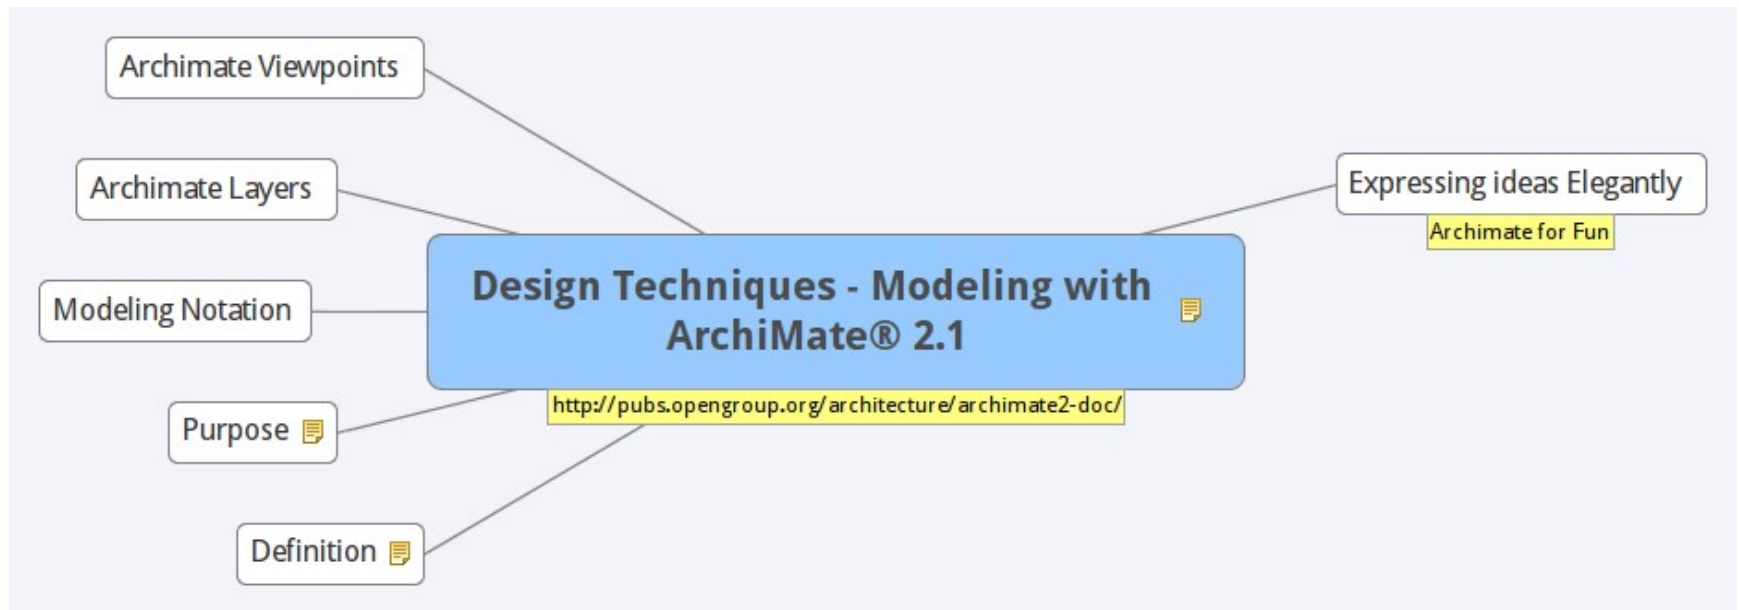 Archimate Viewpoints
Archimate Layers
Modeling Notation
Purpose
Definition
Design Techniques - Modeling with
ArchiMate® 2.1
http://pubs.opengroup.org/architecture/archimate2-doc/
Expressing ideas Elegantly
Archimate for Fun